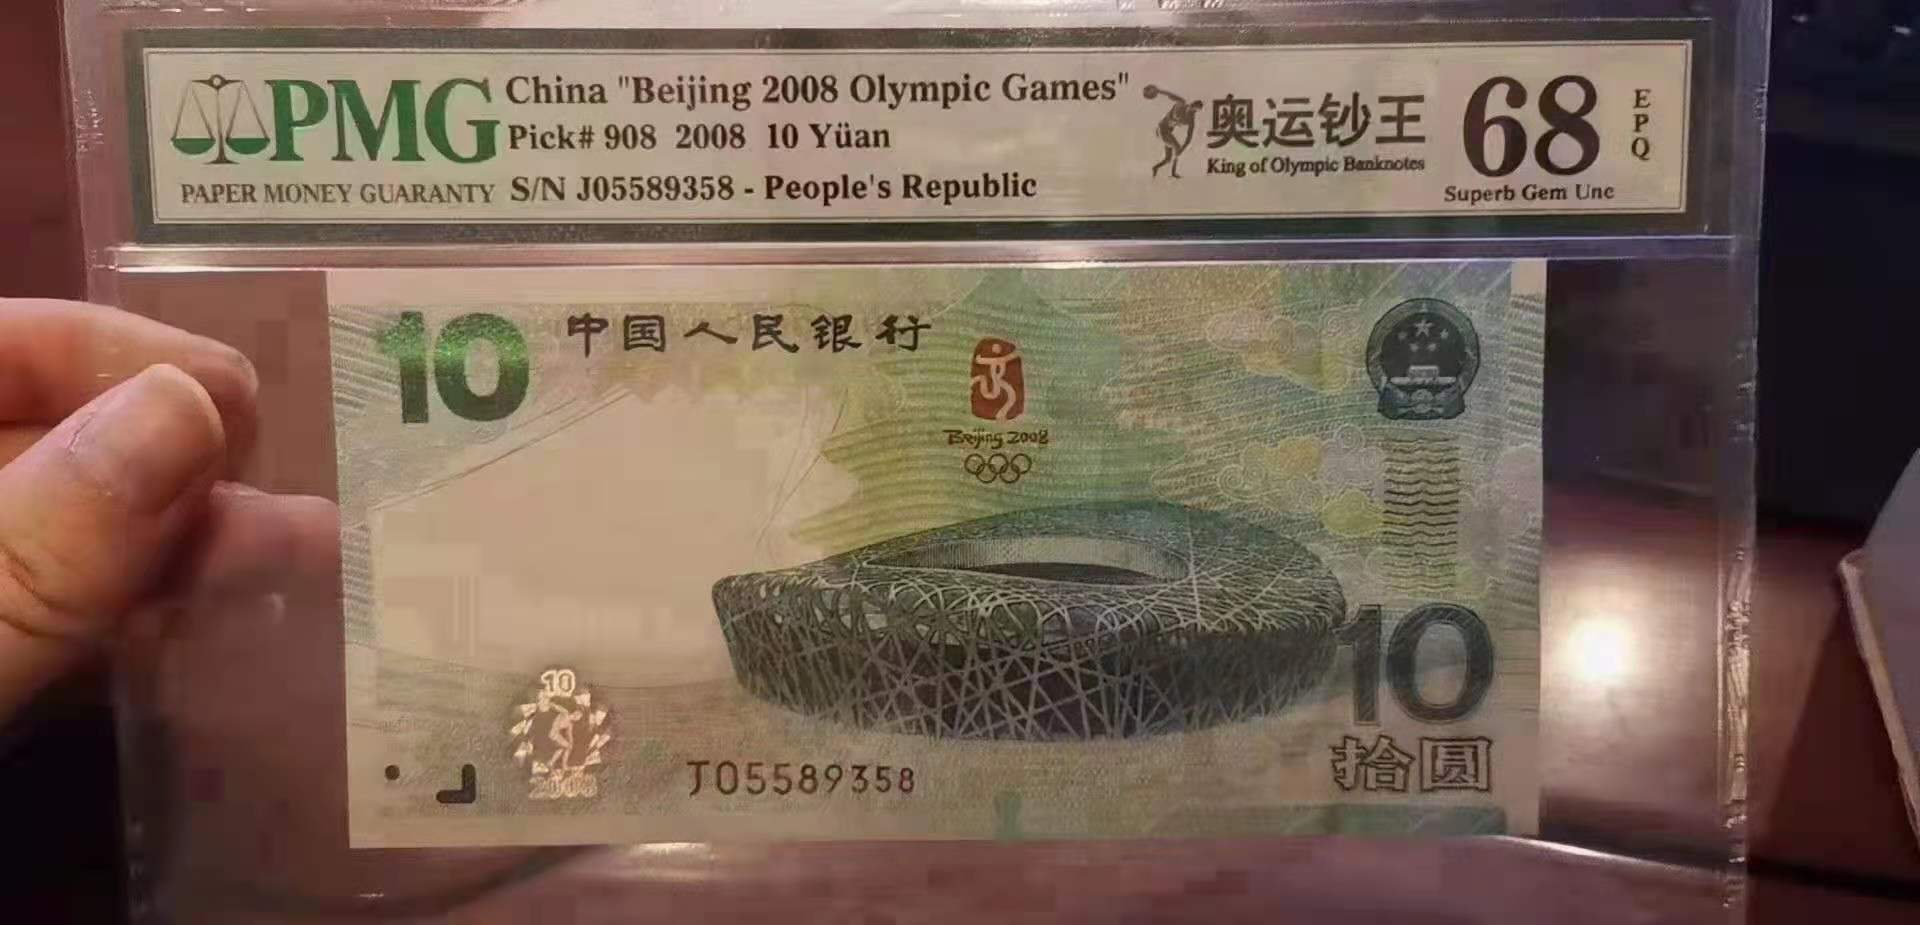 PMG
PAPER MONEY GUARANTY
China "Beijing 2008 Olympic Games"
Pick# 908 2008 10 Yüan
S/N J05589358 - People's Republic
奥运钞王
King of Olympic Banknotes
68
EPQ
Superb Gem Unc
10
中国人民银行
Beijing 2008
10
2008
J05589358
10
拾圆